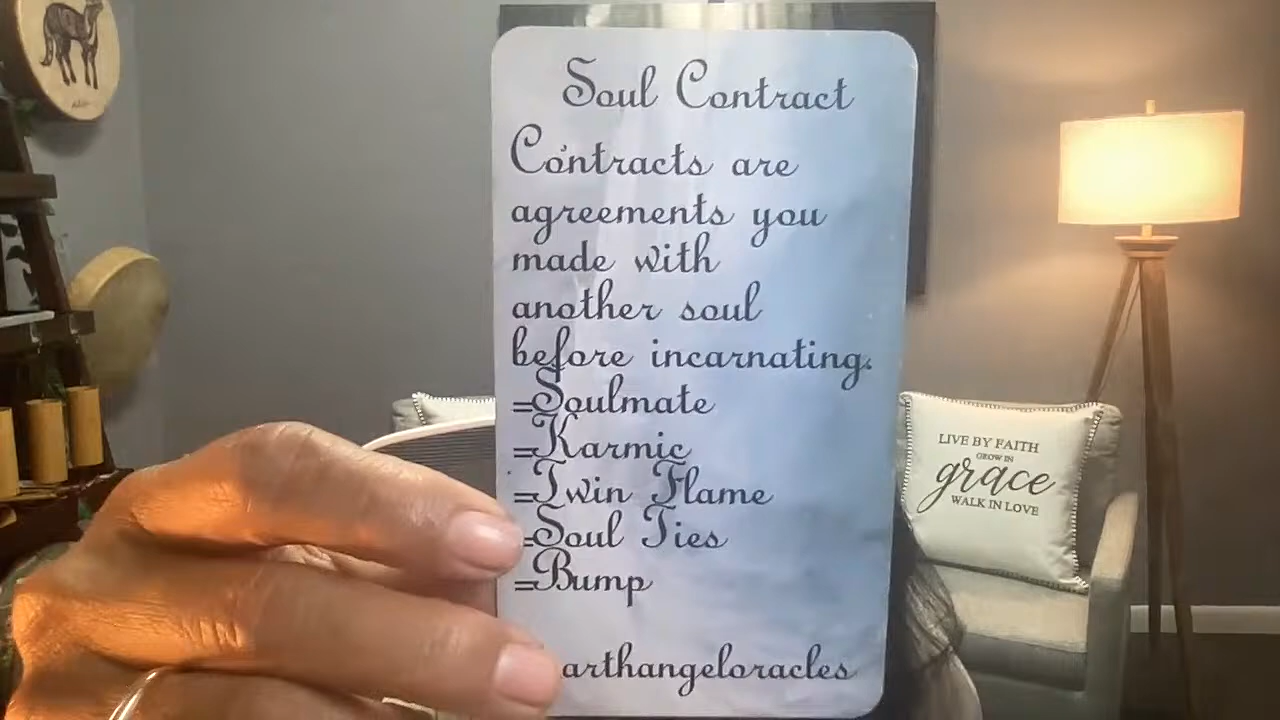 Soul Contract
Contracts are
agreements you
made with
another soul
before incarnating.
=Soulmate
=Karmic
=Twin Flame
=Soul Ties
=Bump
arthangeloracles
LIVE BY FAITH
GROW IN
grace
WALK IN LOVE